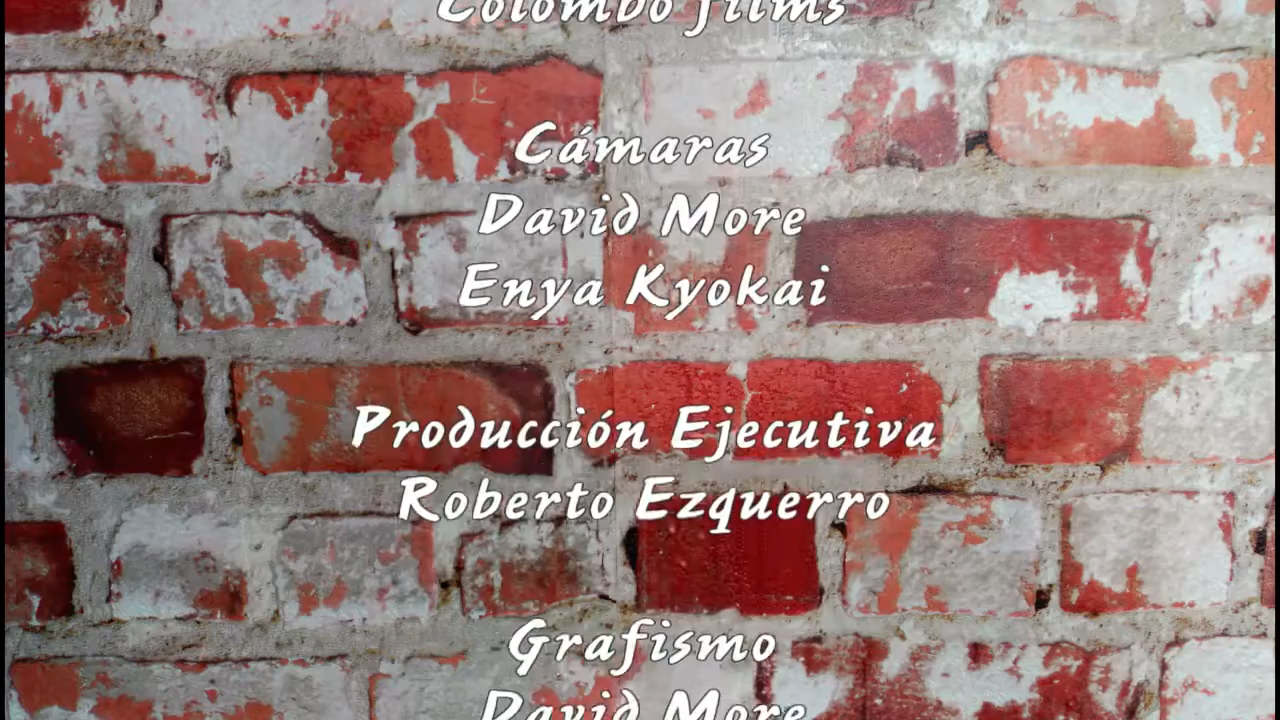 Colombo films
Cámaras
David More
Enya Kyokai
Producción Ejecutiva
Roberto Ezquerro
Grafismo
David More